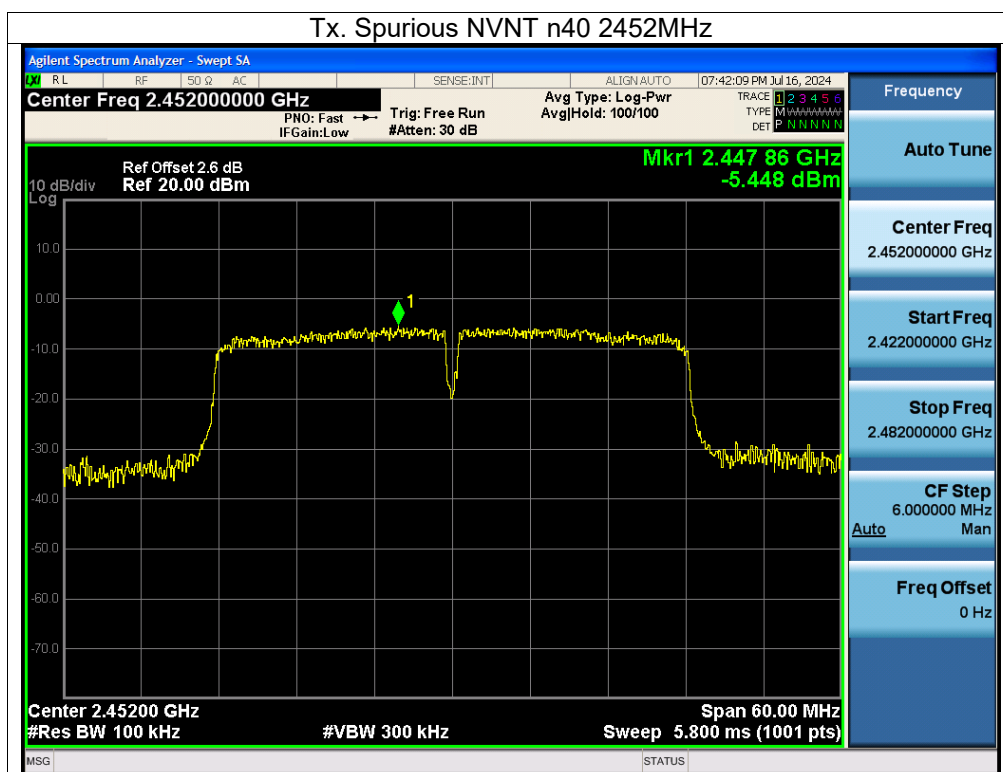 Tx. Spurious NVNT n40 2452MHz
Agilent Spectrum Analyzer - Swept SA
LXI RL RF 50 Ω AC SENSE:INT ALIGN AUTO 07:42:09 PM Jul 16, 2024
Center Freq 2.452000000 GHz
PNO: Fast
IFGain:Low
Trig: Free Run
#Atten: 30 dB
Avg Type: Log-Pwr
Avg|Hold: 100/100
TRACE 1 2 3 4 5 6
TYPE M
DET P N N N N N
Frequency
Mkr1 2.447 86 GHz
-5.448 dBm
Ref Offset 2.6 dB
Ref 20.00 dBm
10 dB/div
Log
10.0
0.00
-10.0
-20.0
-30.0
-40.0
-50.0
-60.0
-70.0
1
Center 2.45200 GHz
Span 60.00 MHz
#Res BW 100 kHz
#VBW 300 kHz
Sweep 5.800 ms (1001 pts)
Auto Tune
Center Freq
2.452000000 GHz
Start Freq
2.422000000 GHz
Stop Freq
2.482000000 GHz
CF Step
6.000000 MHz
Auto Man
Freq Offset
0 Hz
MSG STATUS